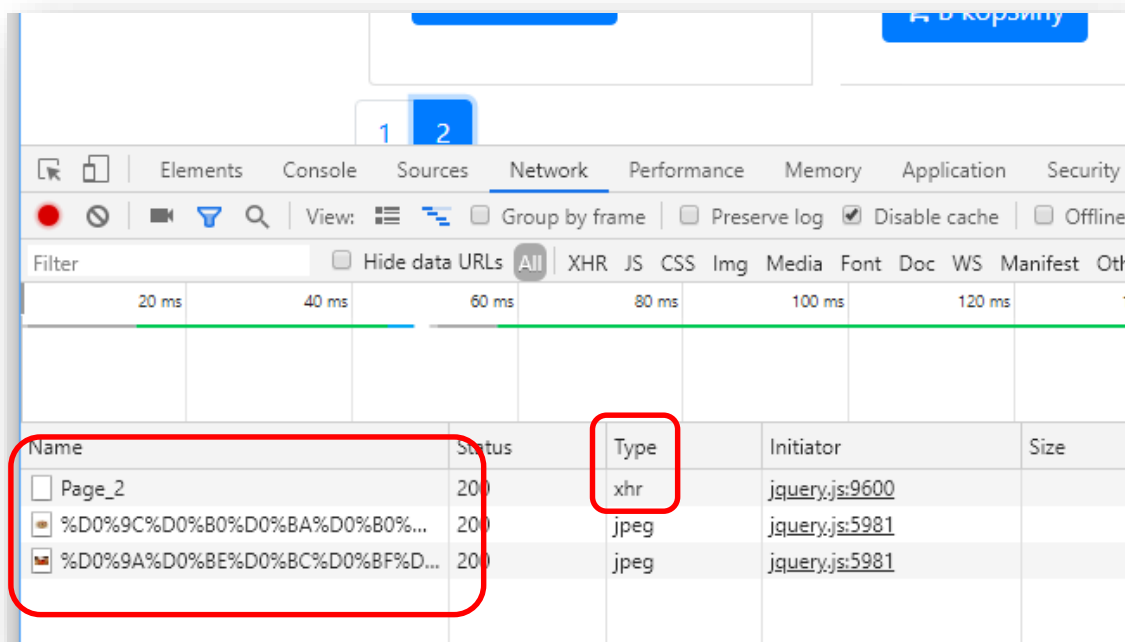 В корзину
1 2
Elements Console Sources Network Performance Memory Application Security
View: Group by frame Preserve log Disable cache Offline
Filter Hide data URLs All XHR JS CSS Img Media Font Doc WS Manifest Oth
20 ms 40 ms 60 ms 80 ms 100 ms 120 ms
Name Status Type Initiator Size
Page_2 200 xhr jquery.js:9600
%D0%9C%D0%B0%D0%BA%D0%B0%... 200 jpeg jquery.js:5981
%D0%9A%D0%BE%D0%BC%D0%BF%D... 200 jpeg jquery.js:5981